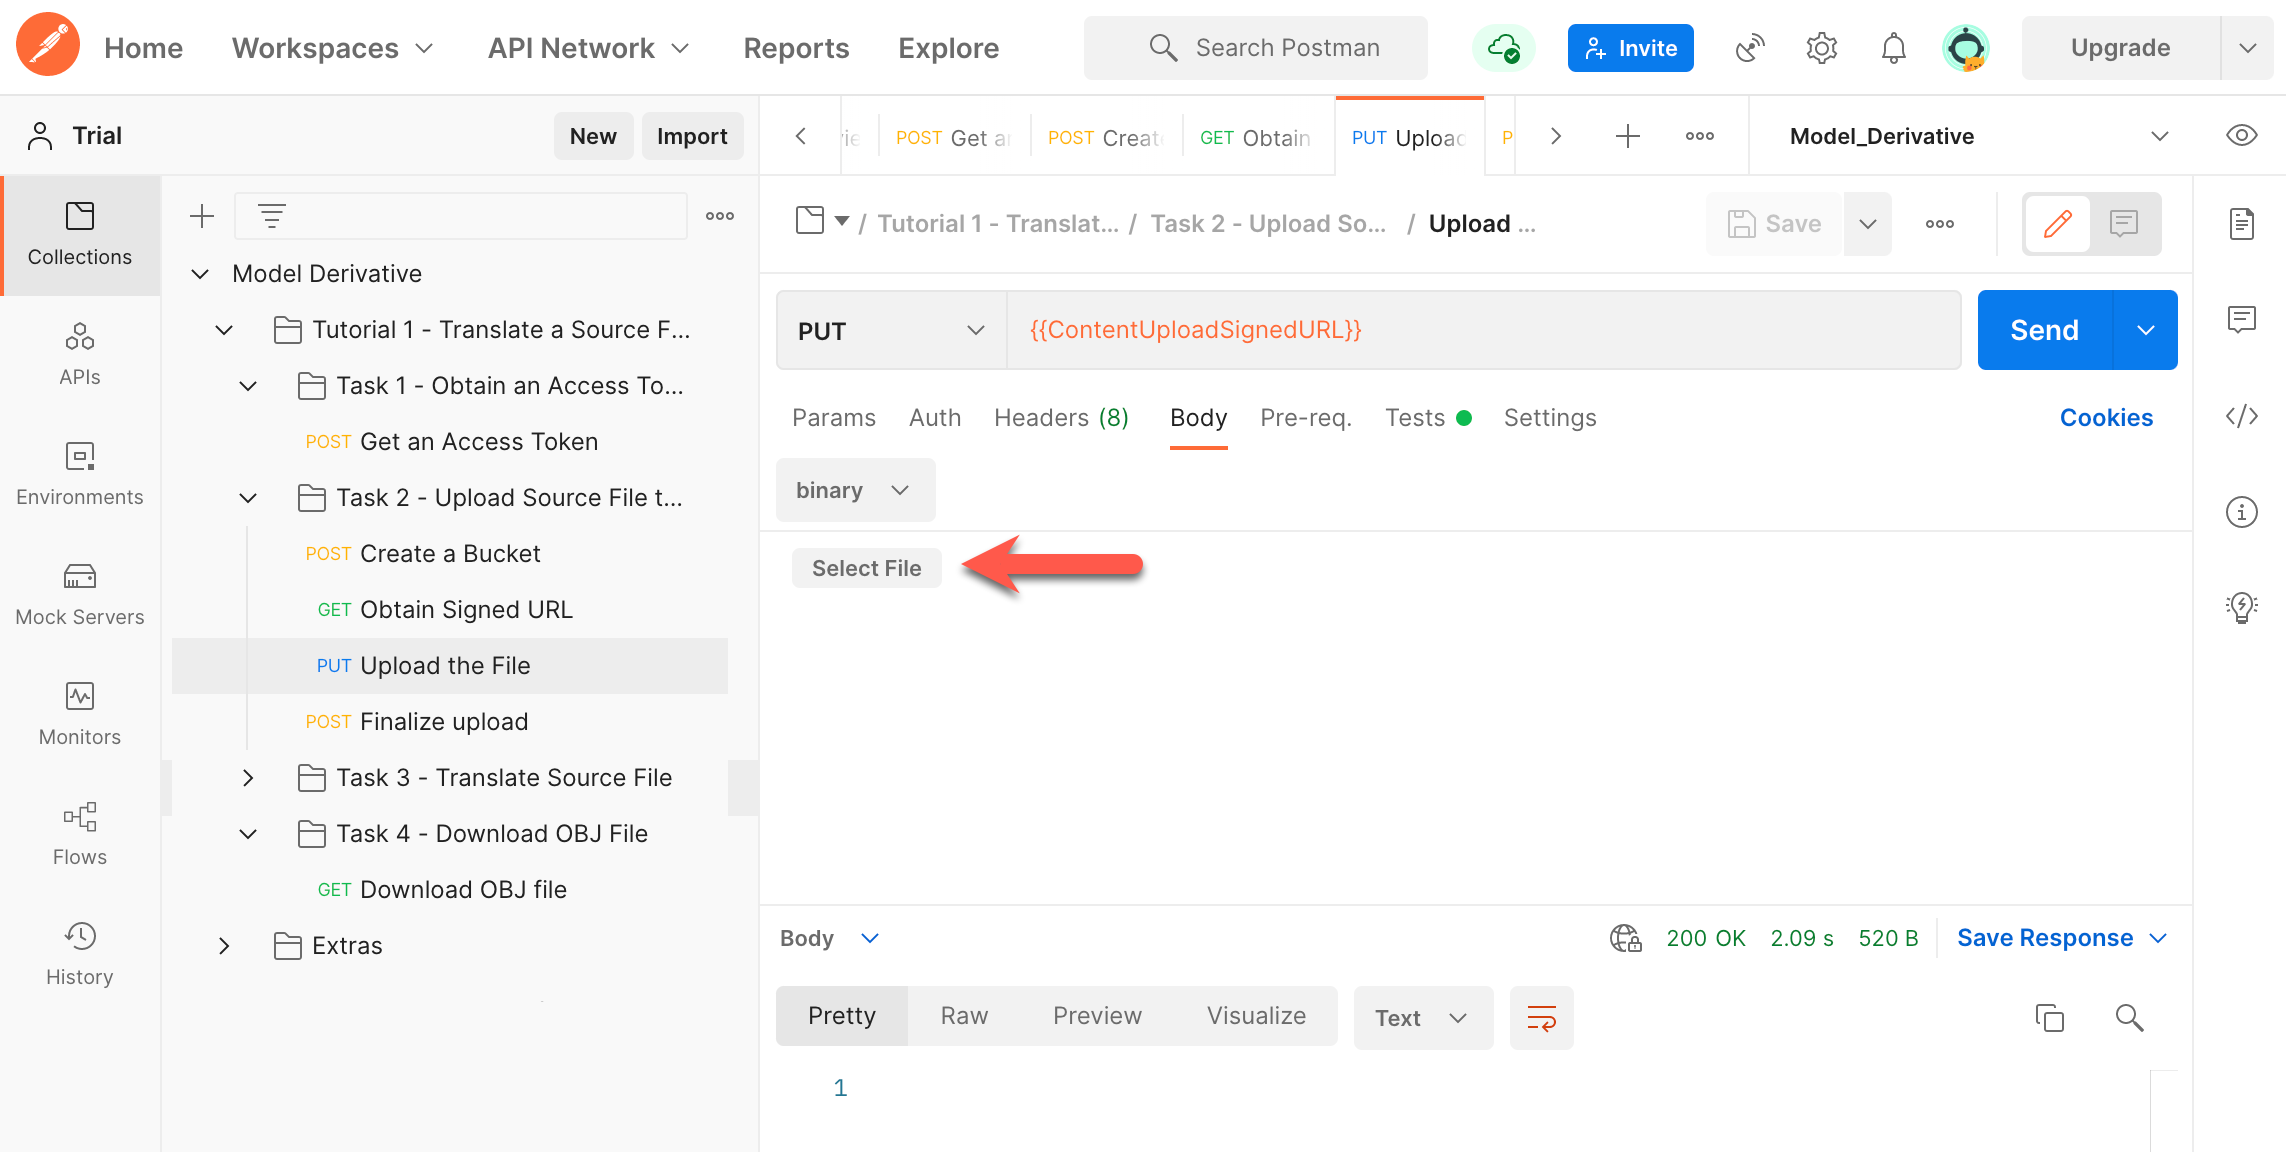 Home Workspaces API Network Reports Explore Search Postman Invite Upgrade
Trial New Import
POST Get a
POST Creat
GET Obtain
PUT Upload
P
Model_Derivative
Collections
APIs
Environments
Mock Servers
Monitors
Flows
History
Model Derivative
Tutorial 1 - Translate a Source F...
Task 1 - Obtain an Access To...
POST Get an Access Token
Task 2 - Upload Source File t...
POST Create a Bucket
GET Obtain Signed URL
PUT Upload the File
POST Finalize upload
Task 3 - Translate Source File
Task 4 - Download OBJ File
GET Download OBJ file
Extras
/ Tutorial 1 - Translat... / Task 2 - Upload So... / Upload ... Save
PUT {{ContentUploadSignedURL}} Send
Params Auth Headers (8) Body Pre-req. Tests Settings Cookies
binary
Select File
Body 200 OK 2.09 s 520 B Save Response
Pretty Raw Preview Visualize Text
1